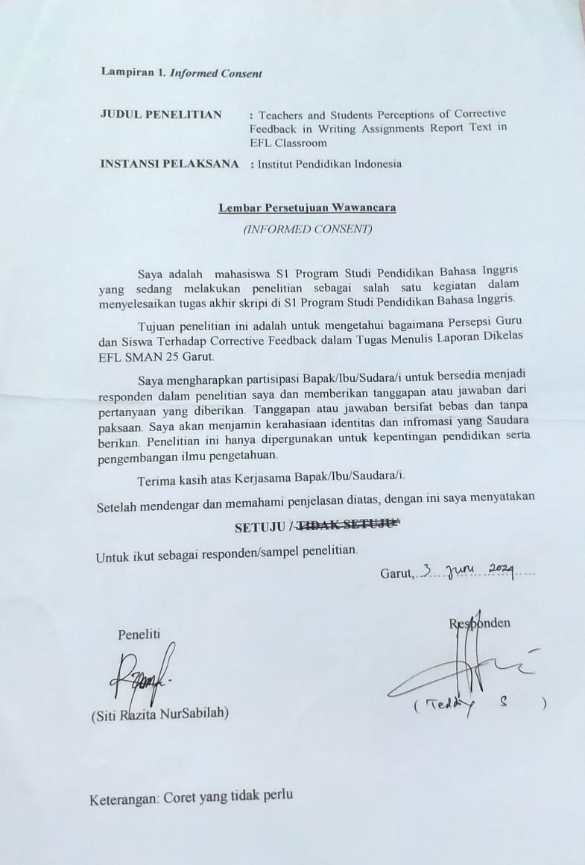 Lampiran 1. Informed Consent
JUDUL PENELITIAN : Teachers and Students Perceptions of Corrective
Feedback in Writing Assignments Report Text in
EFL Classroom
INSTANSI PELAKSANA : Institut Pendidikan Indonesia
Lembar Persetujuan Wawancara
(INFORMED CONSENT)
Saya adalah mahasiswa S1 Program Studi Pendidikan Bahasa Inggris
yang sedang melakukan penelitian sebagai salah satu kegiatan dalam
menyelesaikan tugas akhir skripi di S1 Program Studi Pendidikan Bahasa Inggris.
Tujuan penelitian ini adalah untuk mengetahui bagaimana Persepsi Guru
dan Siswa Terhadap Corrective Feedback dalam Tugas Menulis Laporan Dikelas
EFL SMAN 25 Garut.
Saya mengharapkan partisipasi Bapak/Ibu/Sudara/i untuk bersedia menjadi
responden dalam penelitian saya dan memberikan tanggapan atau jawaban dari
pertanyaan yang diberikan. Tanggapan atau jawaban bersifat bebas dan tanpa
paksaan. Saya akan menjamin kerahasiaan identitas dan infromasi yang Saudara
berikan. Penelitian ini hanya dipergunakan untuk kepentingan pendidikan serta
pengembangan ilmu pengetahuan.
Terima kasih atas Kerjasama Bapak/Ibu/Saudara/i.
Setelah mendengar dan memahami penjelasan diatas, dengan ini saya menyatakan
SETUJU / TIDAK SETUJU*
Untuk ikut sebagai responden/sampel penelitian.
Garut, 3 Juni 2024
Peneliti Responden
(Siti Razita NurSabilah) (Teddy S)
Keterangan: Coret yang tidak perlu